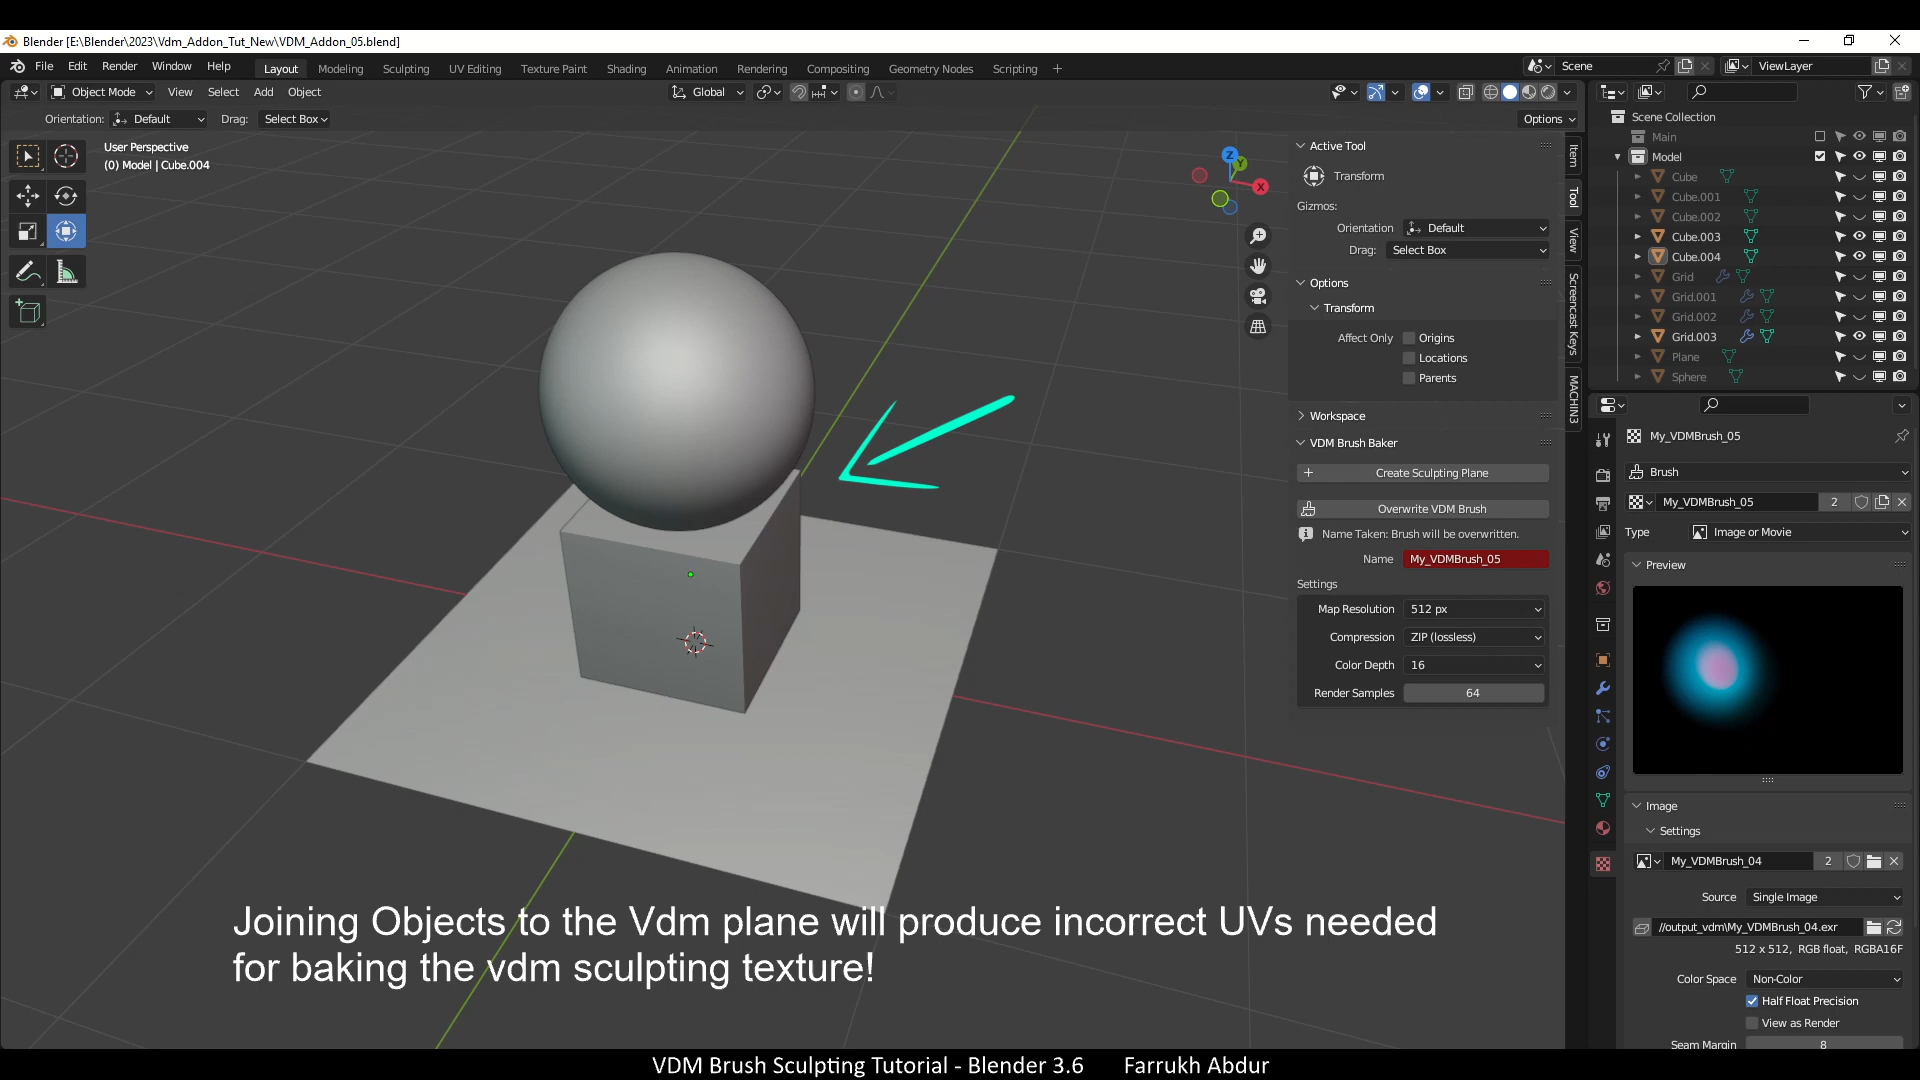 Blender [E:\Blender\2023\Vdm_Addon_Tut_New\VDM_Addon_05.blend]
File Edit Render Window Help Layout Modeling Sculpting UV Editing Texture Paint Shading Animation Rendering Compositing Geometry Nodes Scripting + Scene ViewLayer
Object Mode View Select Add Object Global
Orientation: Default Drag: Select Box Options
User Perspective
(0) Model | Cube.004
Z
Y
X
Active Tool
Transform
Gizmos:
Orientation Default
Drag: Select Box
Options
Transform
Affect Only Origins
Locations
Parents
Workspace
VDM Brush Baker
Create Sculpting Plane
Overwrite VDM Brush
Name Taken: Brush will be overwritten.
Name My_VDMBrush_05
Settings
Map Resolution 512 px
Compression ZIP (lossless)
Color Depth 16
Render Samples 64
Item
Tool
View
Screencast Keys
MACHIN3
Scene Collection
Main
Model
Cube
Cube.001
Cube.002
Cube.003
Cube.004
Grid
Grid.001
Grid.002
Grid.003
Plane
Sphere
My_VDMBrush_05
Brush
My_VDMBrush_05 2
Type Image or Movie
Preview
Image
Settings
My_VDMBrush_04 2
Source Single Image
//output_vdm\My_VDMBrush_04.exr
512 x 512, RGB float, RGBA16F
Color Space Non-Color
Half Float Precision
View as Render
Seam Margin 8
Joining Objects to the Vdm plane will produce incorrect UVs needed
for baking the vdm sculpting texture!
VDM Brush Sculpting Tutorial - Blender 3.6 Farrukh Abdur